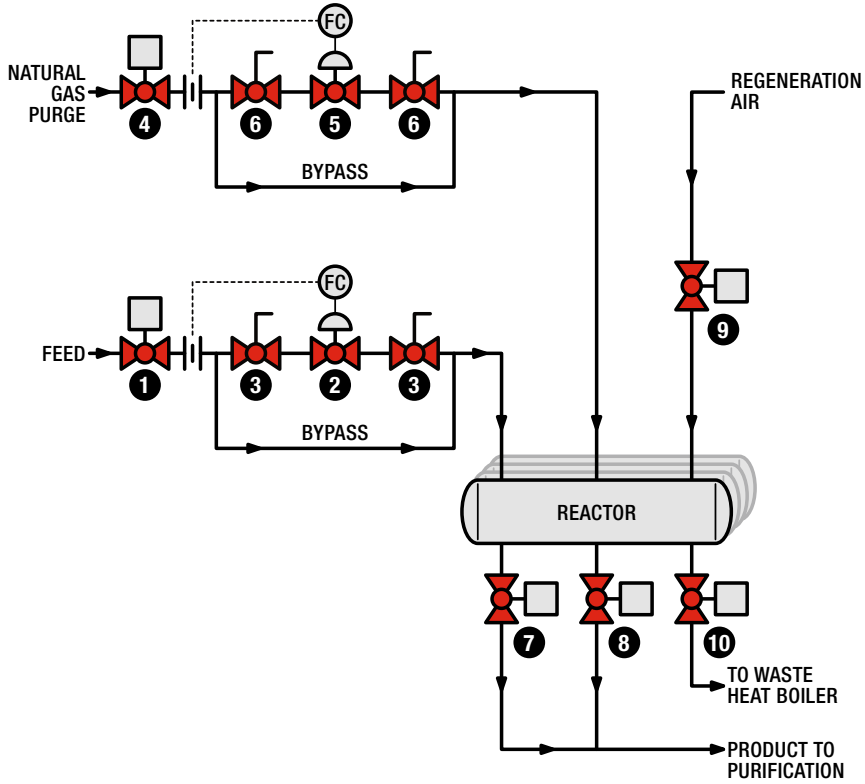 FC
NATURAL
GAS
PURGE
4
6
5
6
BYPASS
REGENERATION
AIR
FC
9
FEED
1
3
2
3
BYPASS
REACTOR
7
8
10
TO WASTE
HEAT BOILER
PRODUCT TO
PURIFICATION